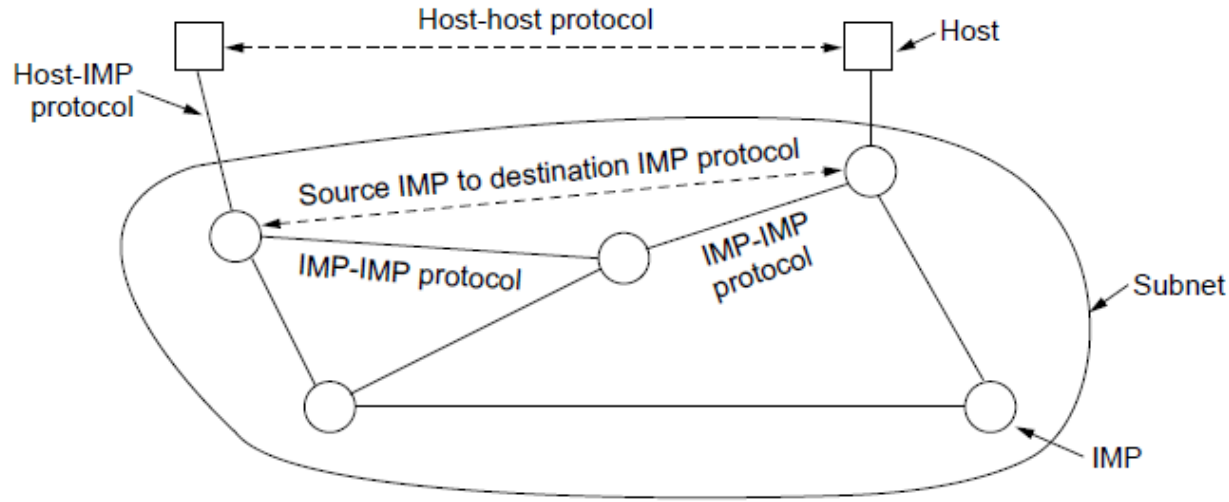 Host-host protocol
Host
Host-IMP
protocol
Source IMP to destination IMP protocol
IMP-IMP protocol
IMP-IMP
protocol
Subnet
IMP